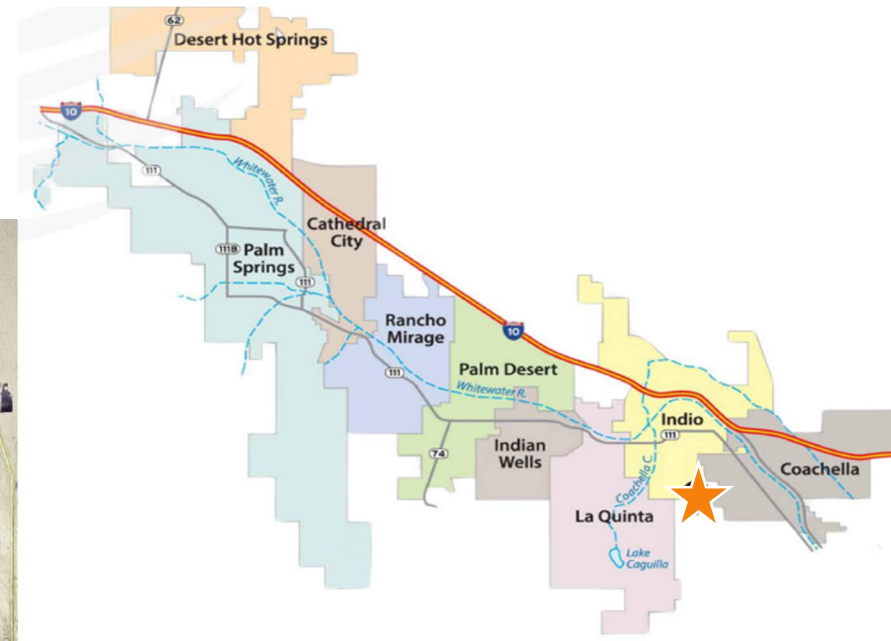 62
Desert Hot Springs
10
111
Whitewater R.
Cathedral
City
111B
Palm
Springs
111
Rancho
Mirage
10
111
Palm Desert
Whitewater R.
Indio
111
Indian
Wells
74
Coachella
Coachella C.
La Quinta
Lake
Caguilla